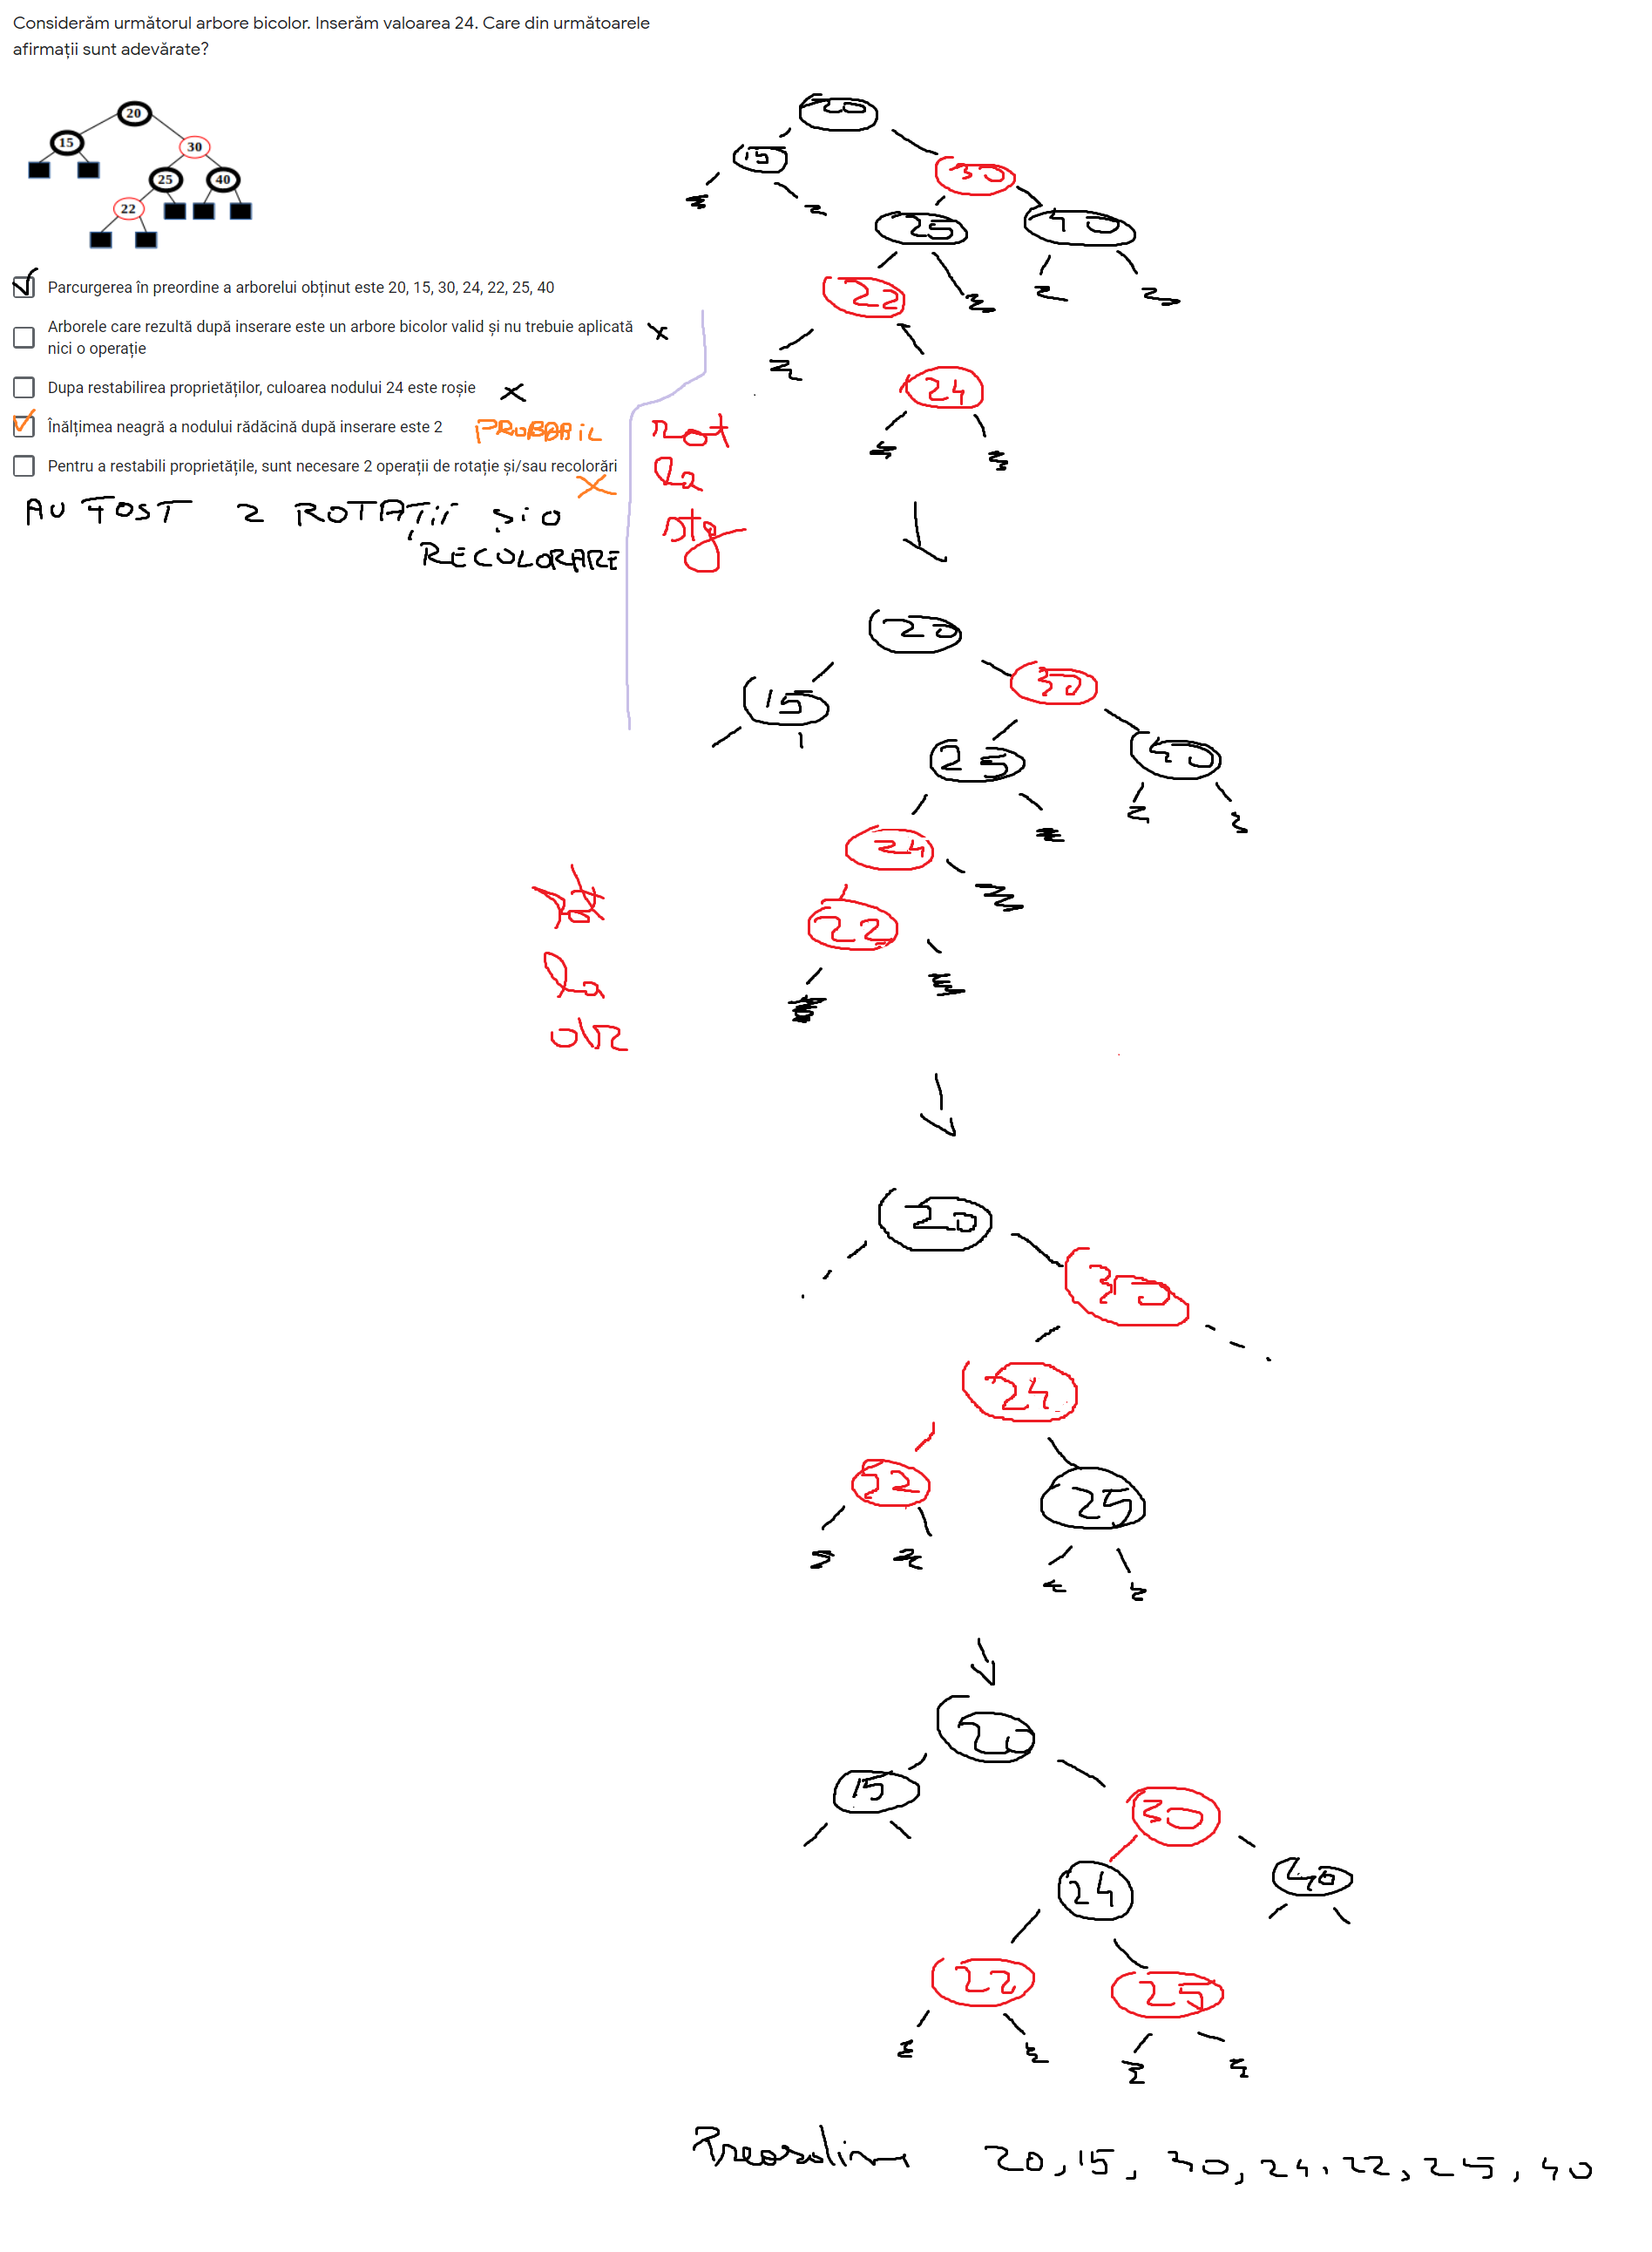 Considerăm următorul arbore bicolor. Inserăm valoarea 24. Care din următoarele
afirmații sunt adevărate?
20
15
30
25
40
22
Parcurgerea în preordine a arborelui obținut este 20, 15, 30, 24, 22, 25, 40
Arborele care rezultă după inserare este un arbore bicolor valid și nu trebuie aplicată
nici o operație
Dupa restabilirea proprietăților, culoarea nodului 24 este roșie
Înălțimea neagră a nodului rădăcină după inserare este 2 PROBABIL
Pentru a restabili proprietățile, sunt necesare 2 operații de rotație și/sau recolorări
AU FOST 2 ROTAȚII ȘI O
RECOLORARE
20
15
30
25 40
22
24
rot
la
stg
20
15
30
25 40
24
22
rot
la
dr
20
30
24
22
25
20
15
30
24 40
22 25
Preordine 20, 15, 30, 24, 22, 25, 40